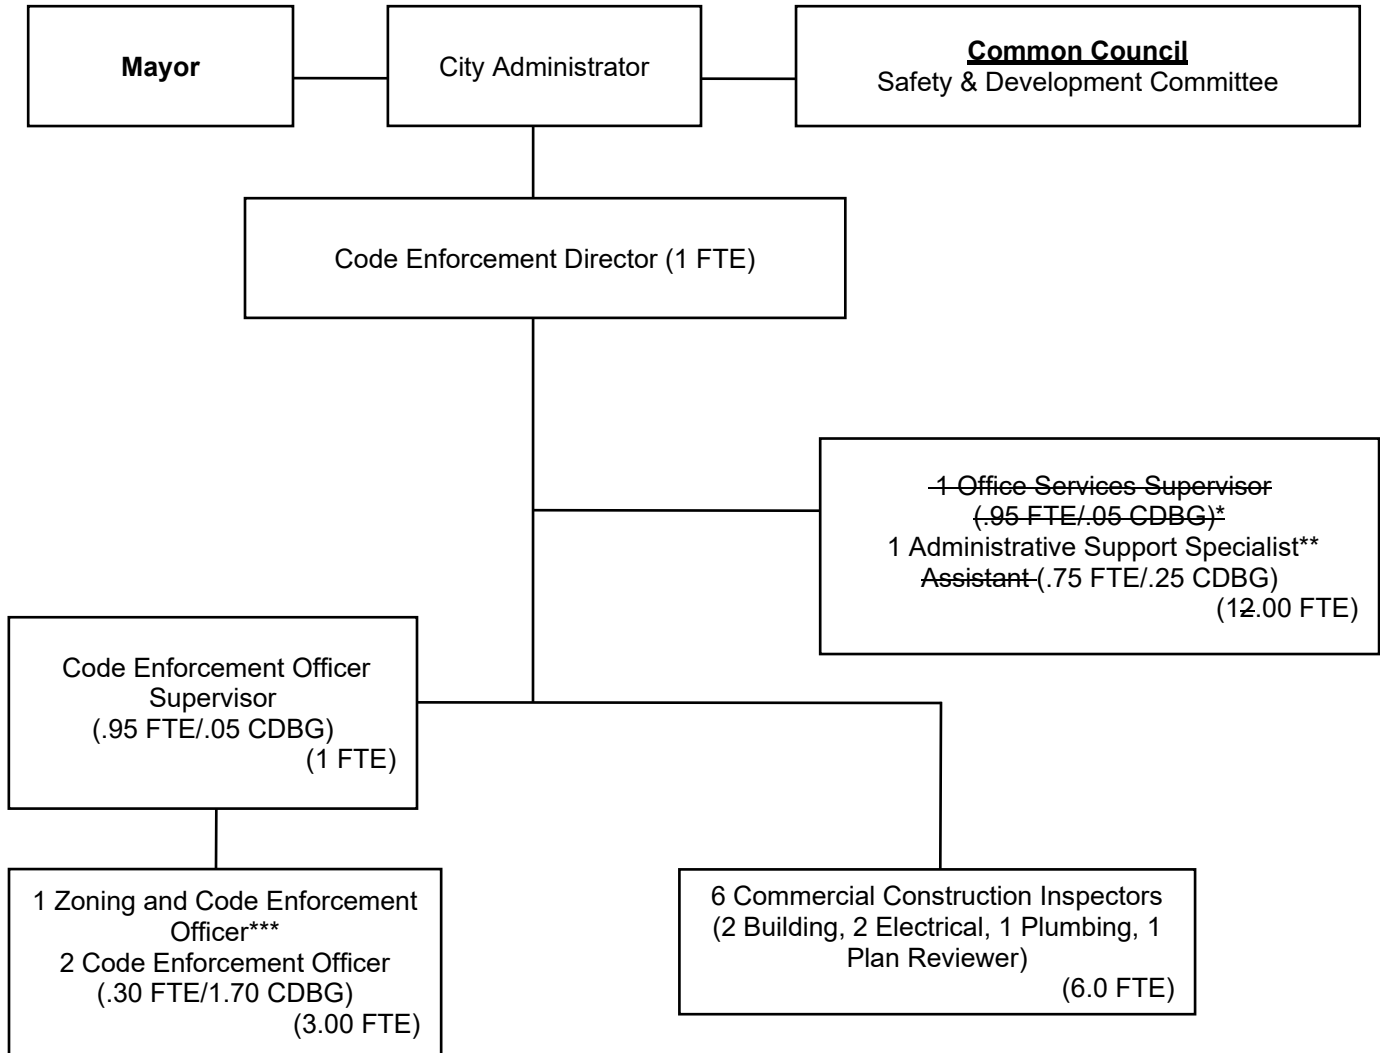 Mayor
City Administrator
Common Council
Safety & Development Committee
Code Enforcement Director (1 FTE)
1 Office Services Supervisor
(.95 FTE/.05 CDBG)*
1 Administrative Support Specialist**
Assistant (.75 FTE/.25 CDBG)
(12.00 FTE)
Code Enforcement Officer
Supervisor
(.95 FTE/.05 CDBG)
(1 FTE)
1 Zoning and Code Enforcement
Officer***
2 Code Enforcement Officer
(.30 FTE/1.70 CDBG)
(3.00 FTE)
6 Commercial Construction Inspectors
(2 Building, 2 Electrical, 1 Plumbing, 1
Plan Reviewer)
(6.0 FTE)